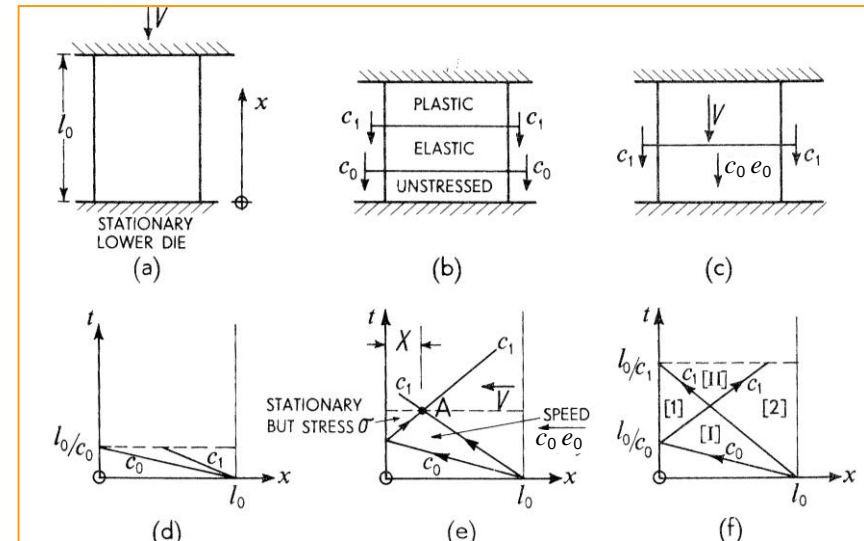 V
l₀
x
STATIONARY
LOWER DIE
(a)
PLASTIC
c₁ c₁
ELASTIC
c₀ c₀
UNSTRESSED
(b)
V
c₁ c₁
c₀ e₀
(c)
t
l₀/c₀
c₀ c₁
x
l₀
(d)
t
X
c₁
c₁
A
V
STATIONARY
BUT STRESS σ
SPEED
c₀ e₀
c₀
x
l₀
(e)
t
l₀/c₁
c₁ [II] c₁
[1] [2]
l₀/c₀
[I]
c₀
x
l₀
(f)